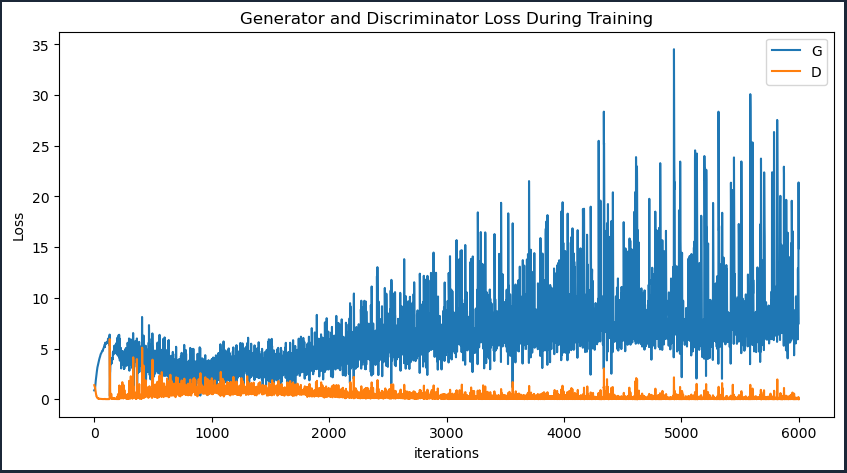 Generator and Discriminator Loss During Training
G
D
Loss
35
30
25
20
15
10
5
0
0 1000 2000 3000 4000 5000 6000
iterations